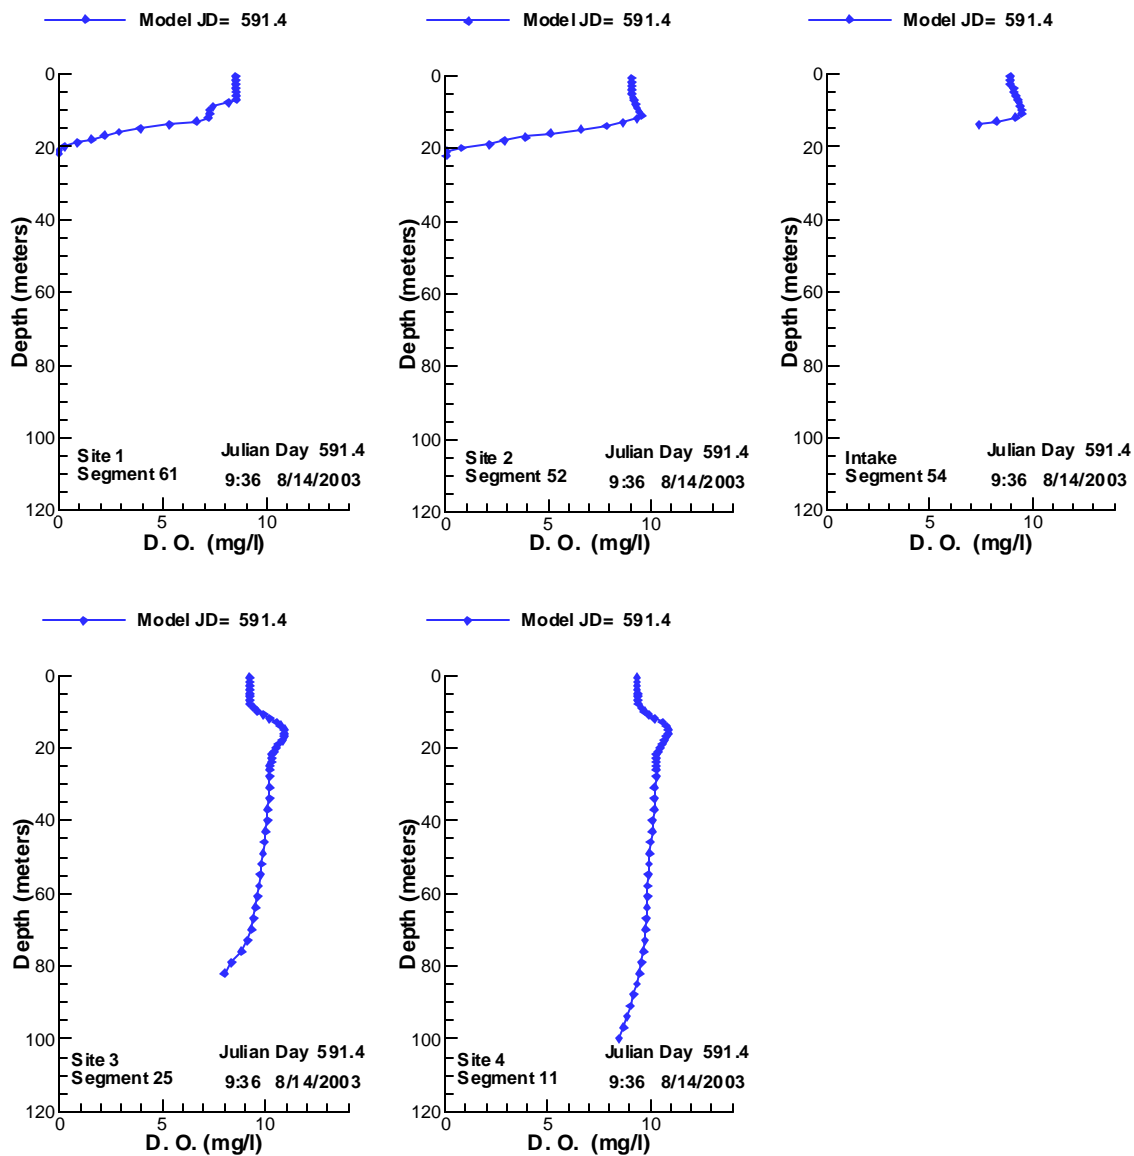 Model JD= 591.4
0
20
40
60
80
100
120
Depth (meters)
Site 1
Segment 61
Julian Day 591.4
9:36 8/14/2003
0 5 10
D. O. (mg/l)
Model JD= 591.4
0
20
40
60
80
100
120
Depth (meters)
Site 2
Segment 52
Julian Day 591.4
9:36 8/14/2003
0 5 10
D. O. (mg/l)
Model JD= 591.4
0
20
40
60
80
100
120
Depth (meters)
Intake
Segment 54
Julian Day 591.4
9:36 8/14/2003
0 5 10
D. O. (mg/l)
Model JD= 591.4
0
20
40
60
80
100
120
Depth (meters)
Site 3
Segment 25
Julian Day 591.4
9:36 8/14/2003
0 5 10
D. O. (mg/l)
Model JD= 591.4
0
20
40
60
80
100
120
Depth (meters)
Site 4
Segment 11
Julian Day 591.4
9:36 8/14/2003
0 5 10
D. O. (mg/l)